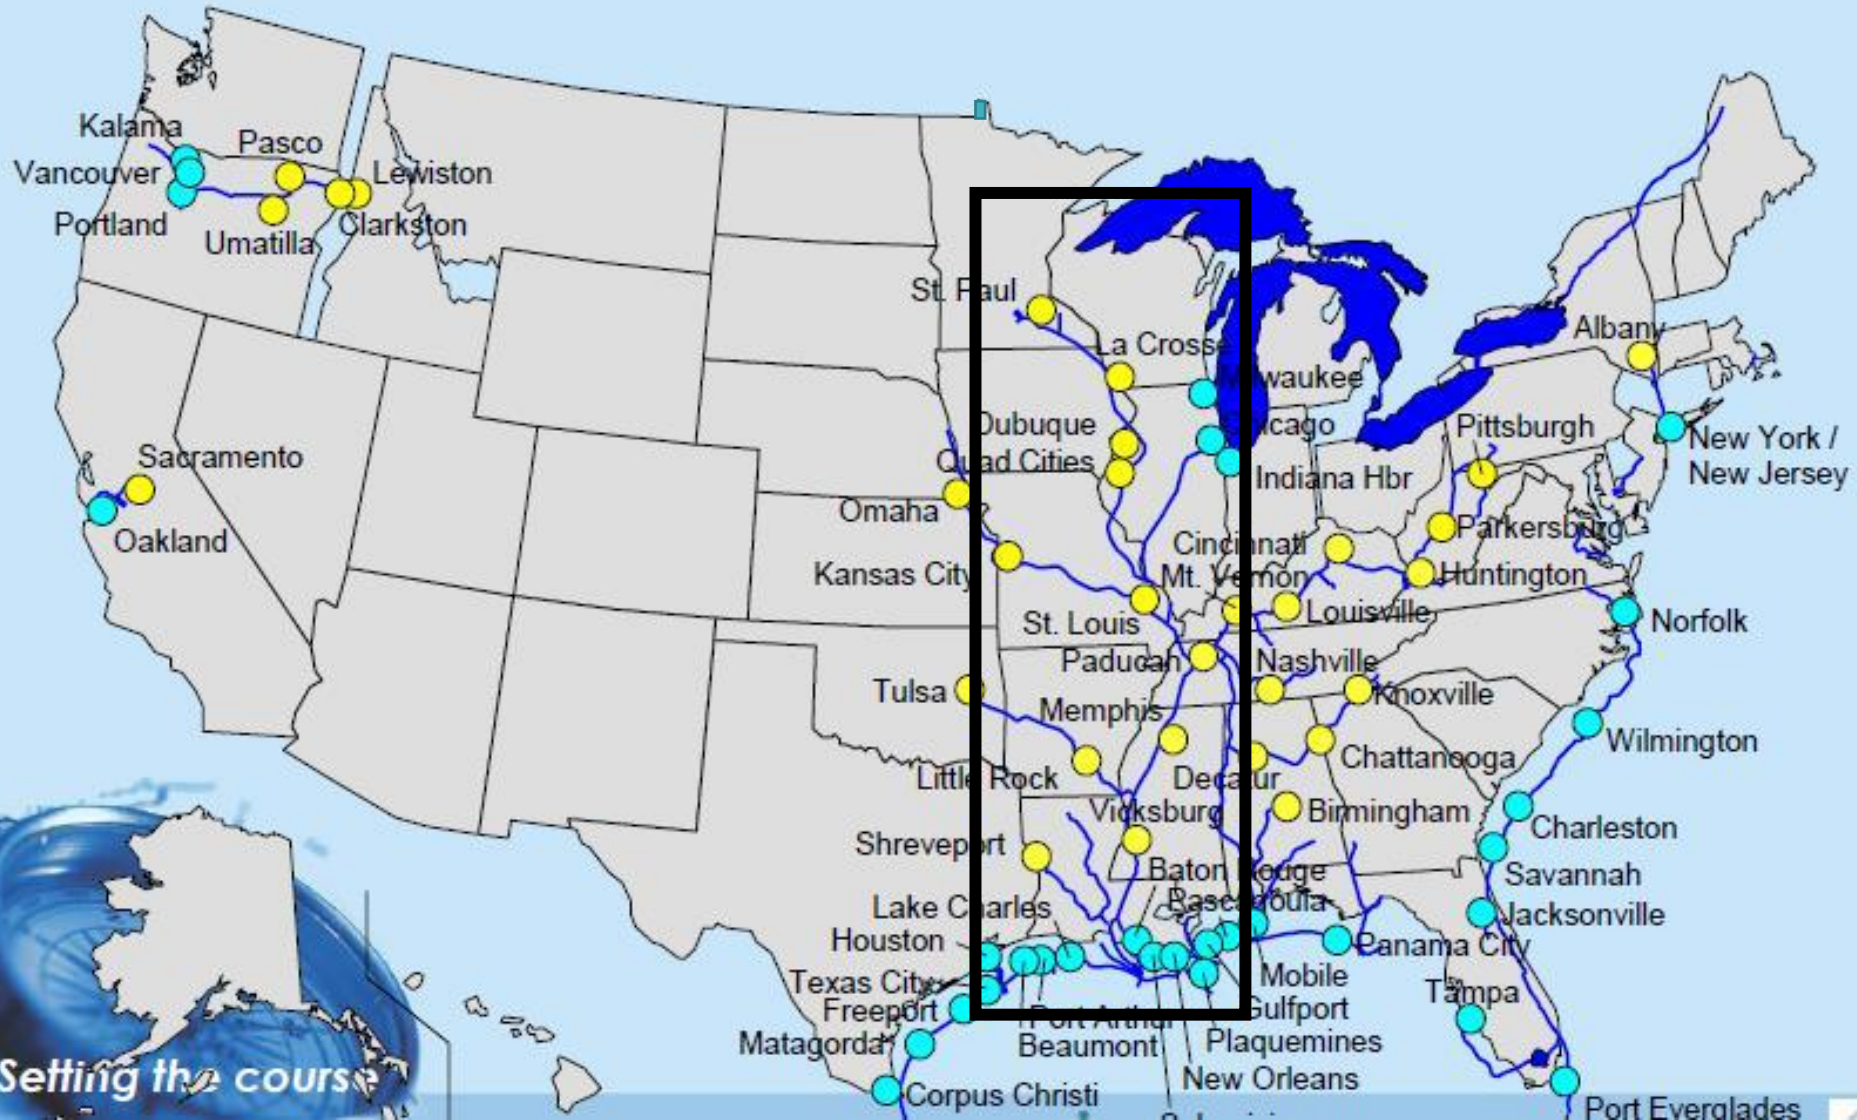 Kalama
Pasco
Vancouver
Lewiston
Portland
Clarkston
Umatilla
St. Paul
Albany
La Crosse
Milwaukee
Dubuque
Chicago
Pittsburgh
New York /
New Jersey
Sacramento
Quad Cities
Indiana Hbr
Omaha
Parkersburg
Oakland
Cincinnati
Kansas City
Mt. Vernon
Huntington
Louisville
St. Louis
Norfolk
Paducah
Nashville
Tulsa
Knoxville
Memphis
Wilmington
Chattanooga
Little Rock
Decatur
Vicksburg
Birmingham
Charleston
Shreveport
Baton Rouge
Savannah
Pascagoula
Lake Charles
Jacksonville
Houston
Panama City
Texas City
Mobile
Tampa
Freeport
Port Arthur
Gulfport
Matagorda
Beaumont
Plaquemines
Setting the course
New Orleans
Corpus Christi
Port Everglades